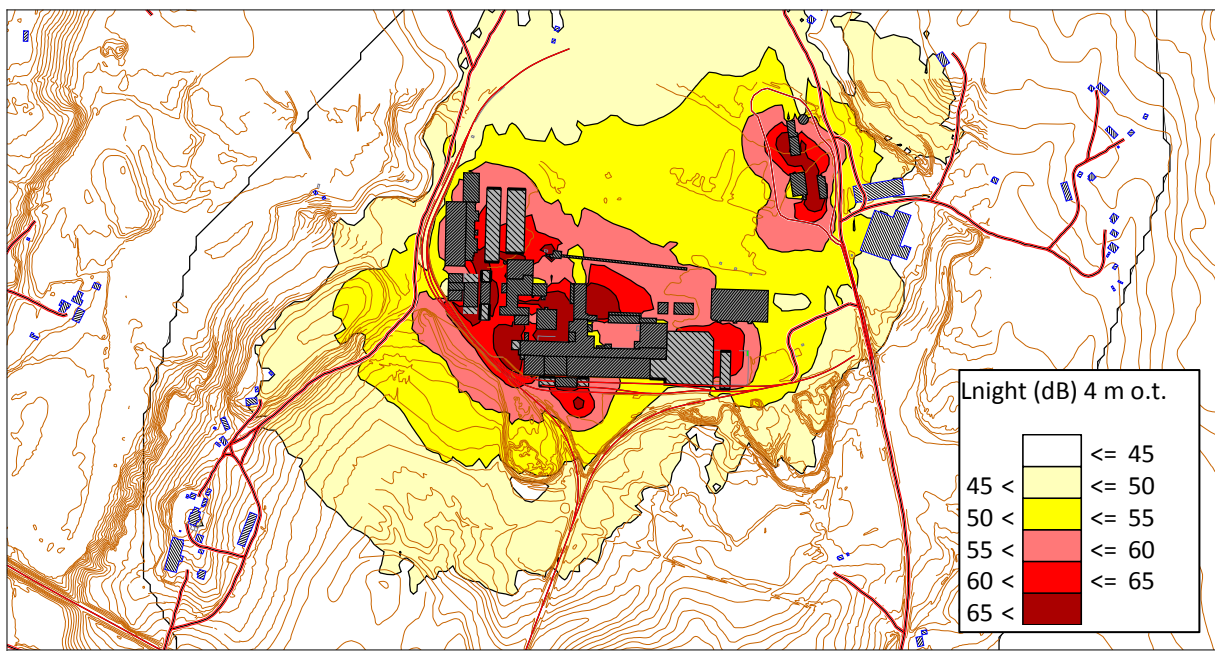 Lnight (dB) 4 m o.t.
<= 45
45 < <= 50
50 < <= 55
55 < <= 60
60 < <= 65
65 <